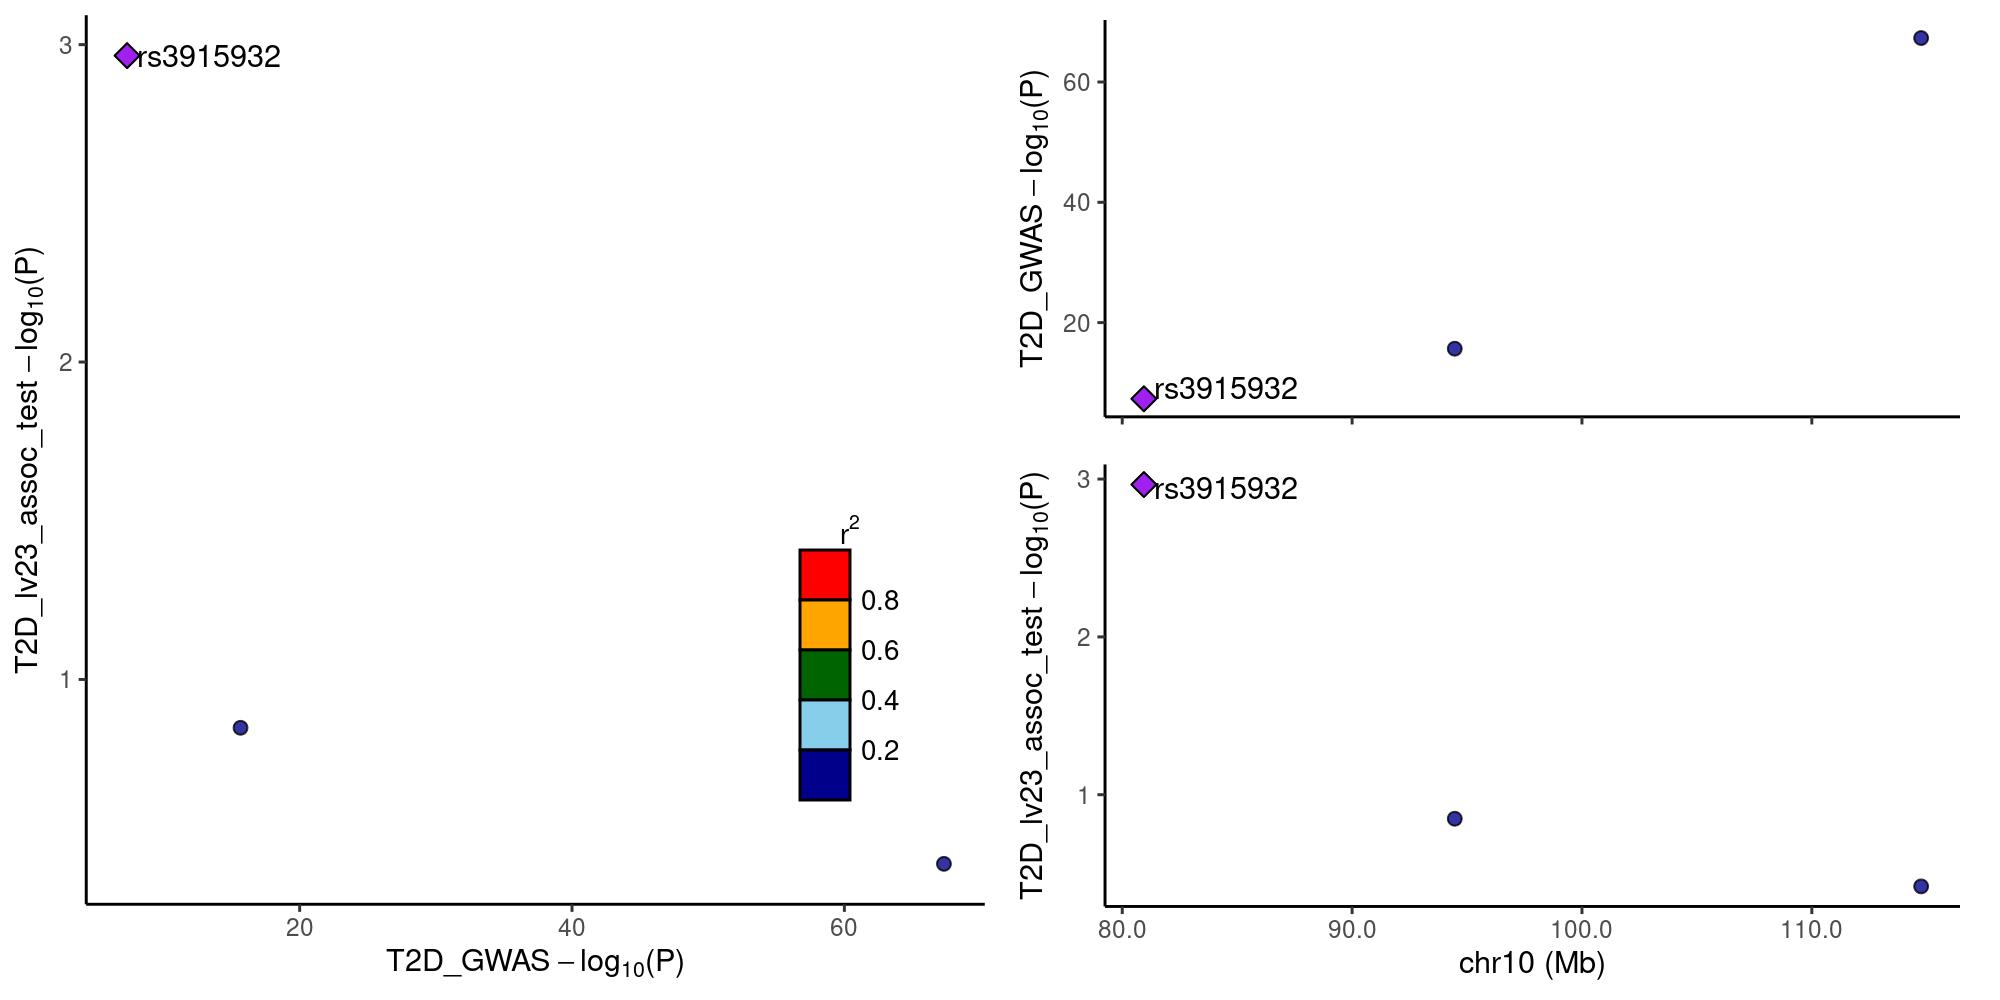 3
2
1
T2D_lv23_assoc_test −log10(P)
rs3915932
r2
0.8
0.6
0.4
0.2
20 40 60
T2D_GWAS −log10(P)
60
40
20
T2D_GWAS −log10(P)
rs3915932
3
2
1
T2D_lv23_assoc_test −log10(P)
rs3915932
80.0 90.0 100.0 110.0
chr10 (Mb)